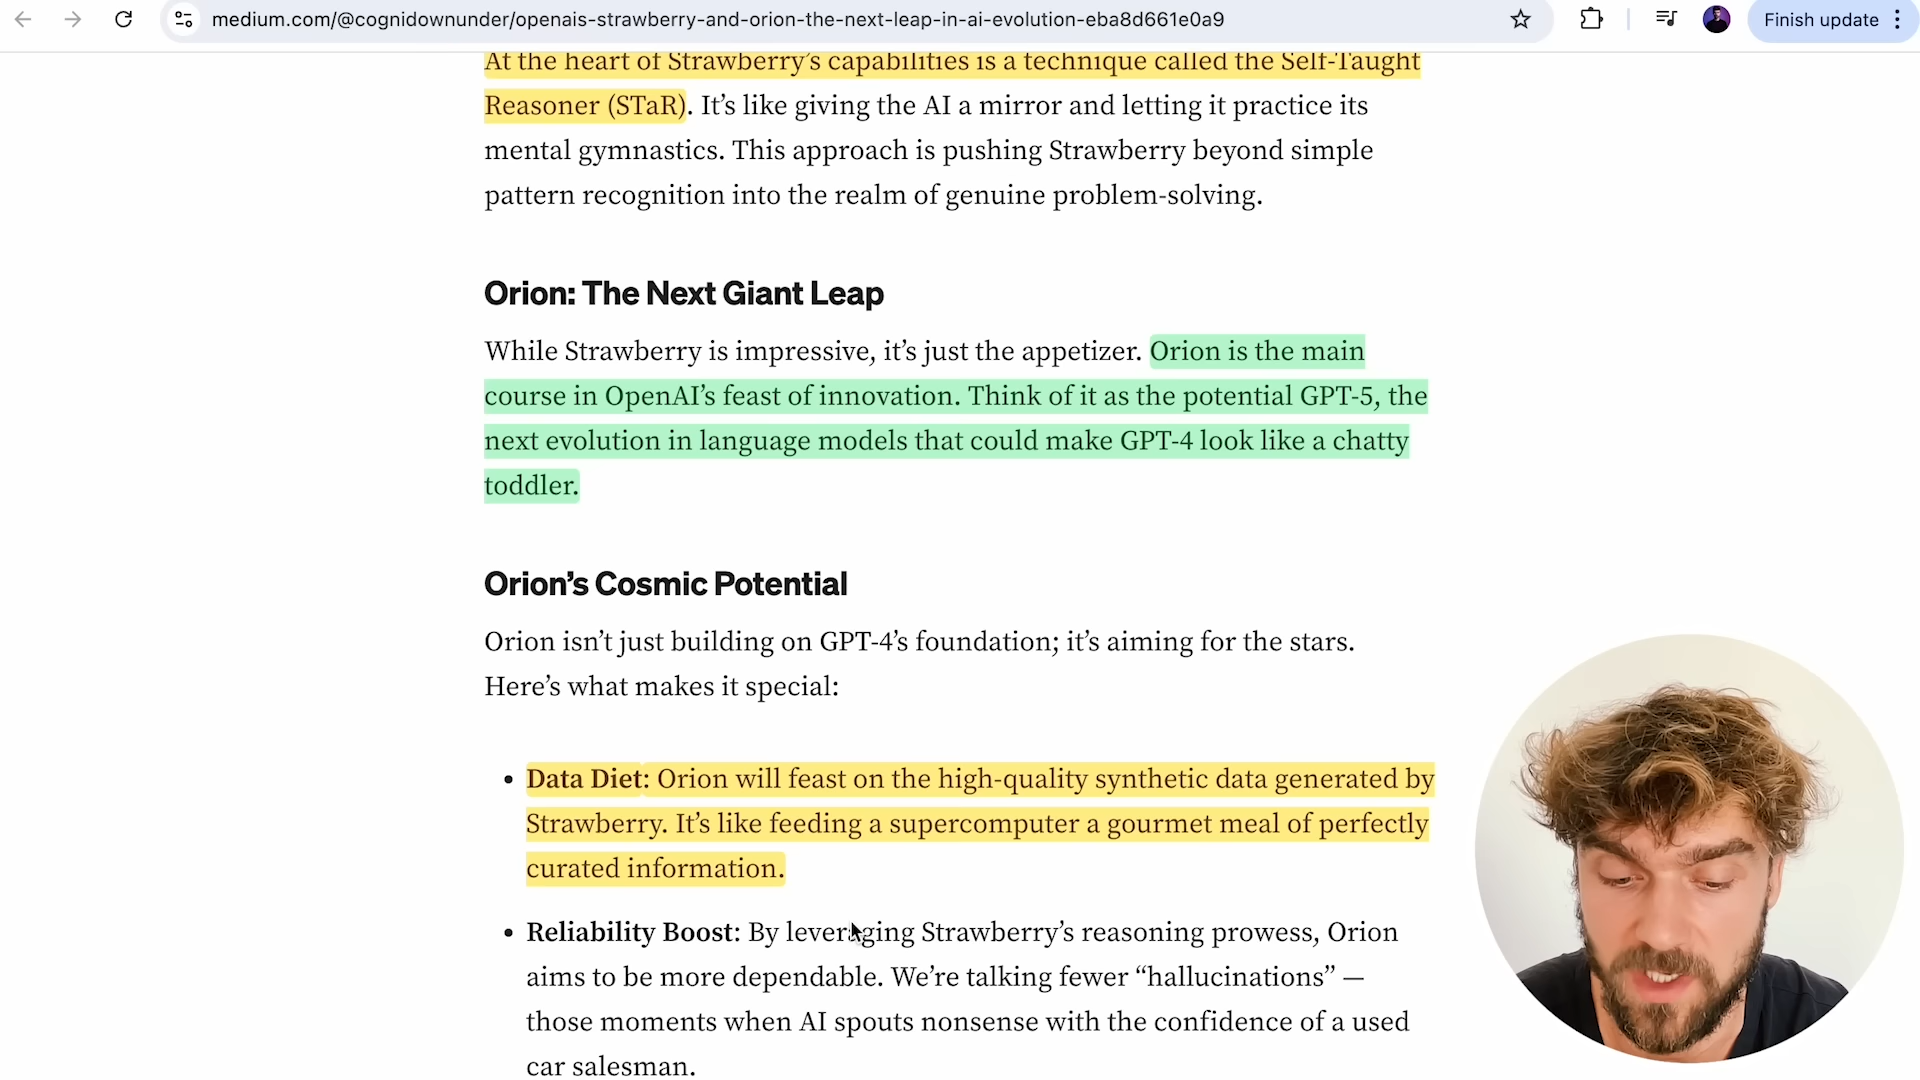 medium.com/@cognidownunder/openais-strawberry-and-orion-the-next-leap-in-ai-evolution-eba8d661e0a9
Finish update
At the heart of Strawberry’s capabilities is a technique called the Self-Taught
Reasoner (STaR). It’s like giving the AI a mirror and letting it practice its
mental gymnastics. This approach is pushing Strawberry beyond simple
pattern recognition into the realm of genuine problem-solving.
Orion: The Next Giant Leap
While Strawberry is impressive, it’s just the appetizer. Orion is the main
course in OpenAI’s feast of innovation. Think of it as the potential GPT-5, the
next evolution in language models that could make GPT-4 look like a chatty
toddler.
Orion’s Cosmic Potential
Orion isn’t just building on GPT-4’s foundation; it’s aiming for the stars.
Here’s what makes it special:
• Data Diet: Orion will feast on the high-quality synthetic data generated by
Strawberry. It’s like feeding a supercomputer a gourmet meal of perfectly
curated information.
• Reliability Boost: By leveraging Strawberry’s reasoning prowess, Orion
aims to be more dependable. We’re talking fewer “hallucinations” —
those moments when AI spouts nonsense with the confidence of a used
car salesman.